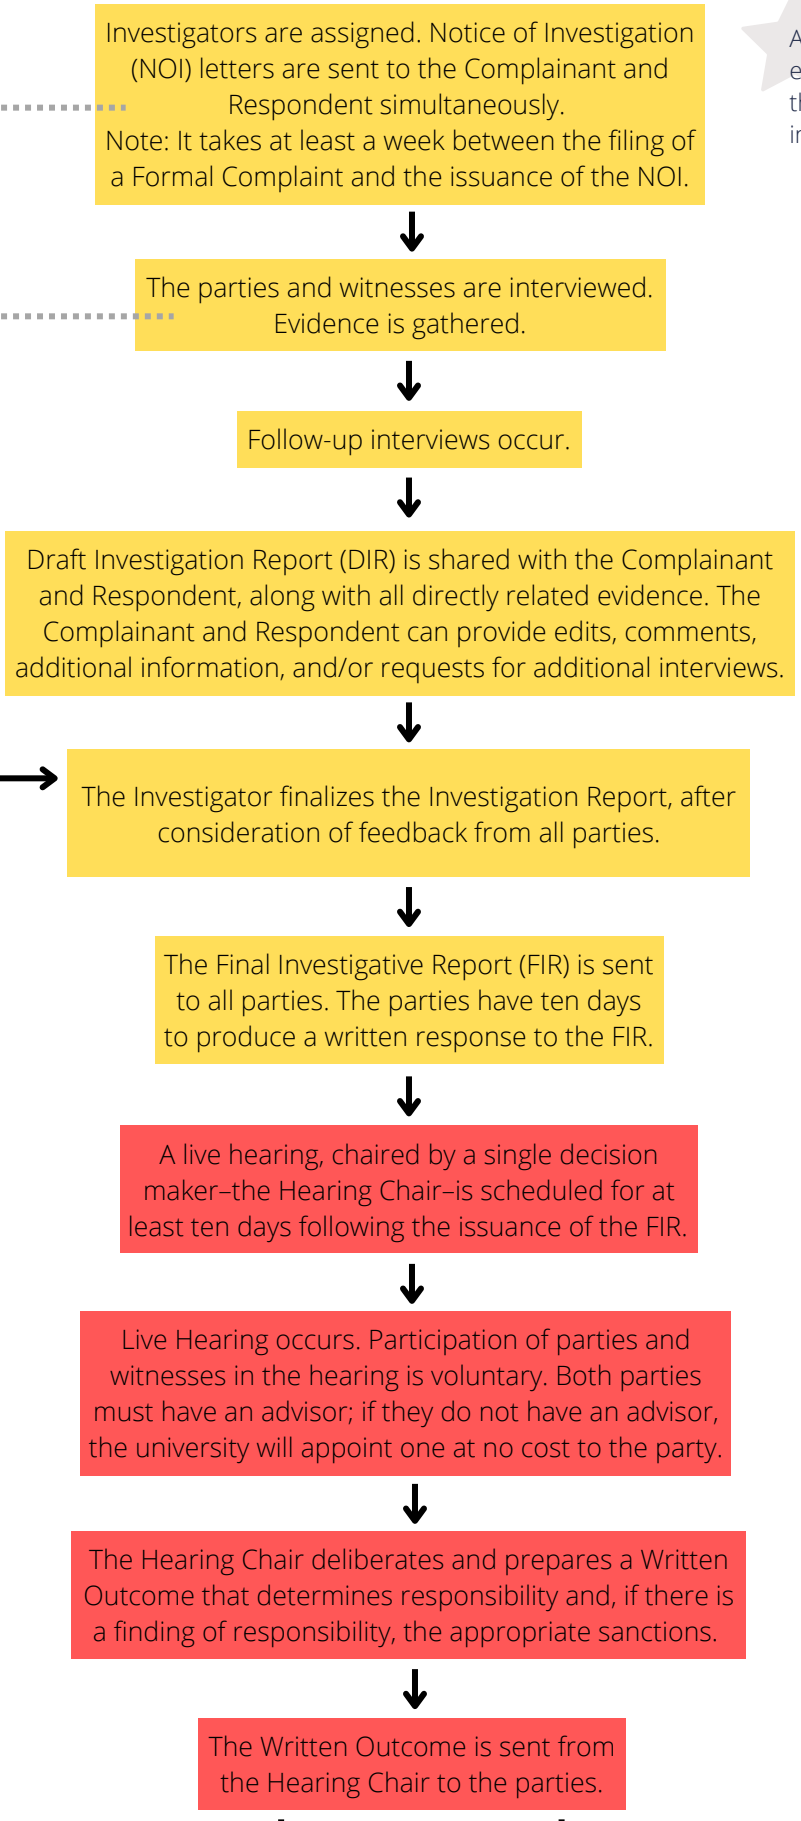 Investigators are assigned. Notice of Investigation
(NOI) letters are sent to the Complainant and
Respondent simultaneously.
Note: It takes at least a week between the filing of
a Formal Complaint and the issuance of the NOI.
The parties and witnesses are interviewed.
Evidence is gathered.
Follow-up interviews occur.
Draft Investigation Report (DIR) is shared with the Complainant
and Respondent, along with all directly related evidence. The
Complainant and Respondent can provide edits, comments,
additional information, and/or requests for additional interviews.
The Investigator finalizes the Investigation Report, after
consideration of feedback from all parties.
The Final Investigative Report (FIR) is sent
to all parties. The parties have ten days
to produce a written response to the FIR.
A live hearing, chaired by a single decision
maker–the Hearing Chair–is scheduled for at
least ten days following the issuance of the FIR.
Live Hearing occurs. Participation of parties and
witnesses in the hearing is voluntary. Both parties
must have an advisor; if they do not have an advisor,
the university will appoint one at no cost to the party.
The Hearing Chair deliberates and prepares a Written
Outcome that determines responsibility and, if there is
a finding of responsibility, the appropriate sanctions.
The Written Outcome is sent from
the Hearing Chair to the parties.